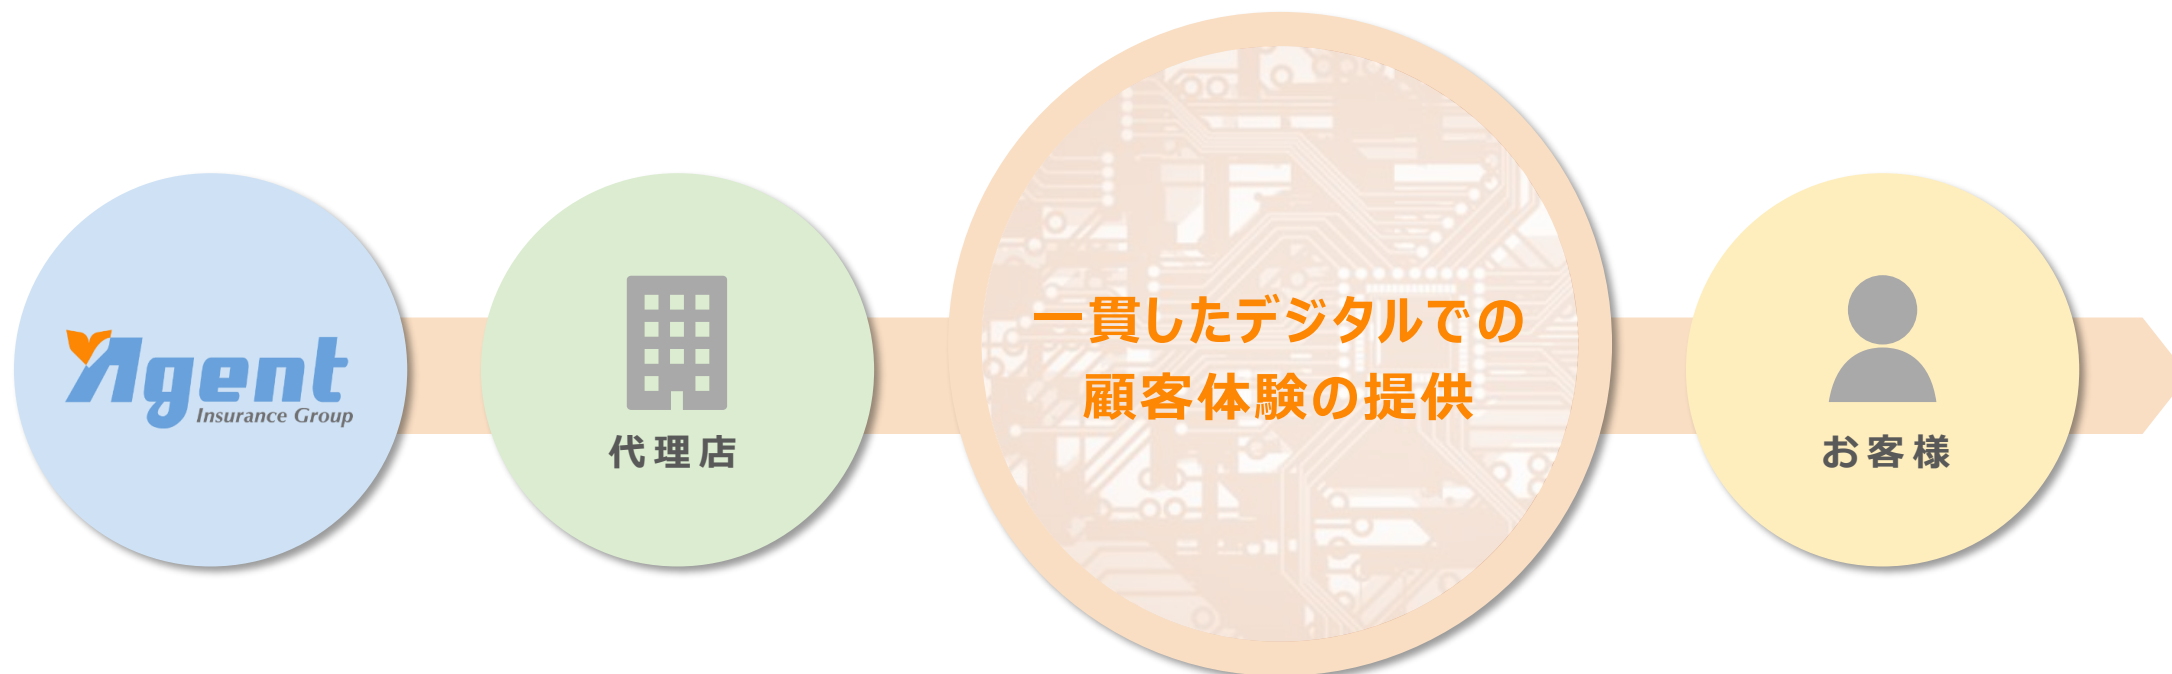 Agent
Insurance Group
代理店
一貫したデジタルでの
顧客体験の提供
お客様